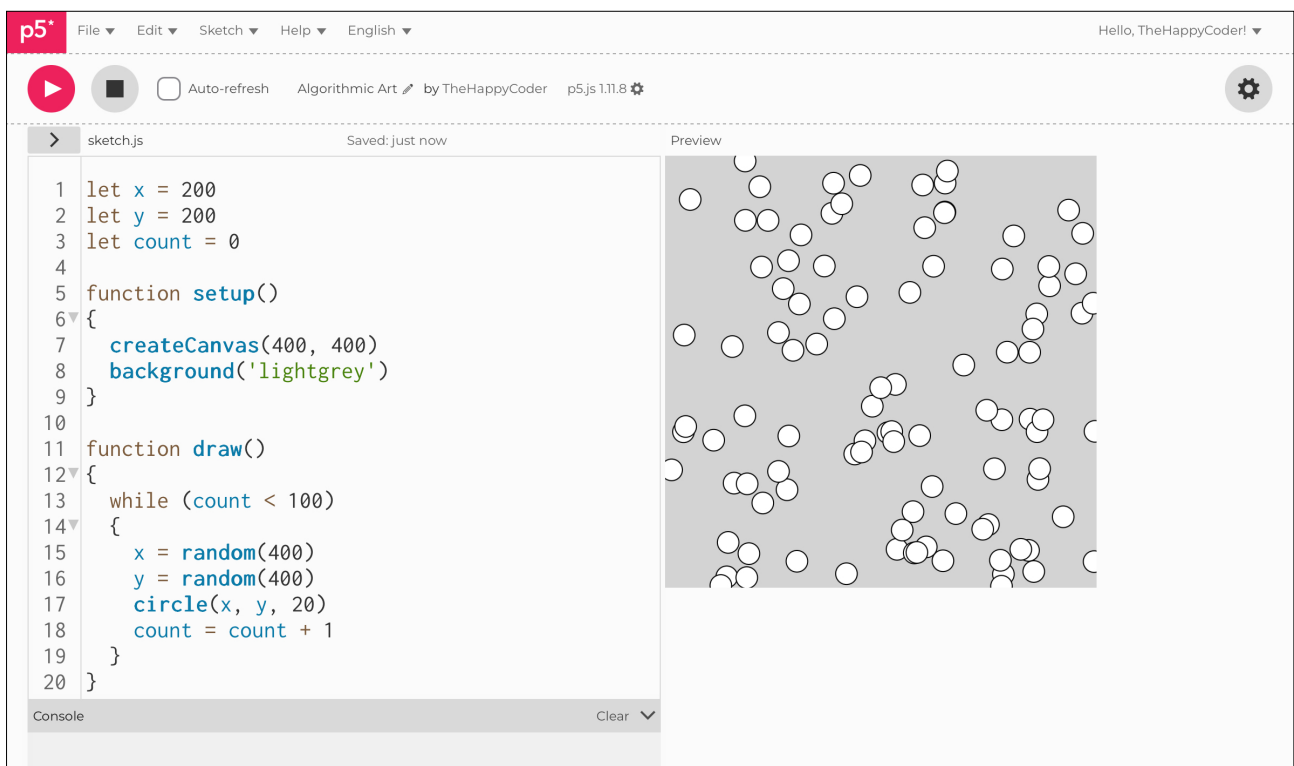 p5* File Edit Sketch Help English Hello, TheHappyCoder!
Auto-refresh Algorithmic Art by TheHappyCoder p5.js 1.11.8
sketch.js Saved: just now Preview
1 let x = 200
2 let y = 200
3 let count = 0
4
5 function setup()
6 {
7 createCanvas(400, 400)
8 background('lightgrey')
9 }
10
11 function draw()
12 {
13 while (count < 100)
14 {
15 x = random(400)
16 y = random(400)
17 circle(x, y, 20)
18 count = count + 1
19 }
20 }
Console Clear